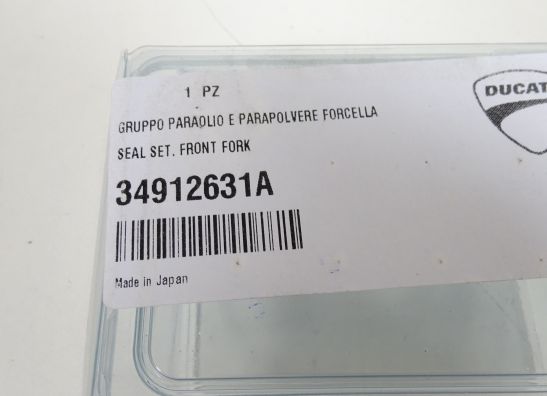 1 PZ
DUCAT
GRUPPO PARAOLIO E PARAPOLVERE FORCELLA
SEAL SET. FRONT FORK
34912631A
Made in Japan